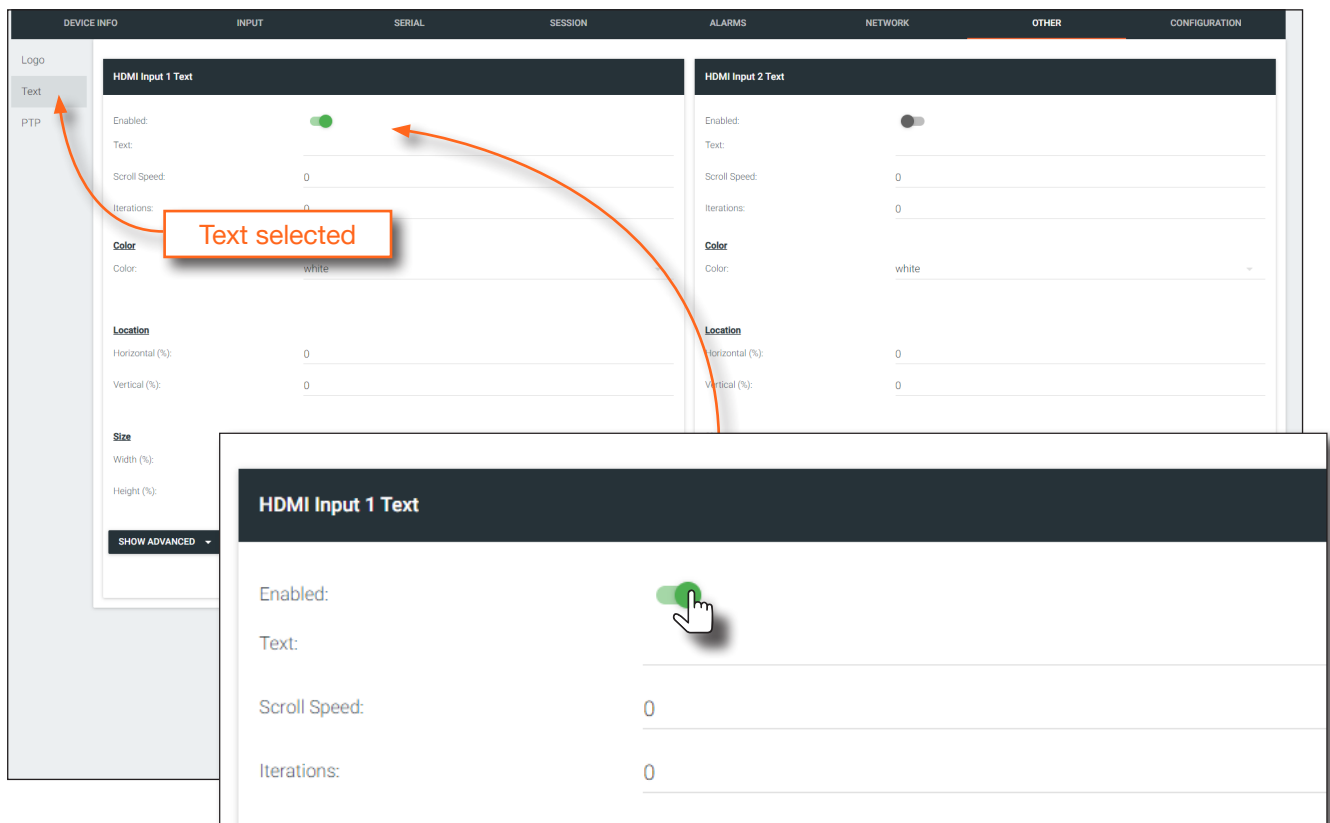 DEVICE INFO INPUT SERIAL SESSION ALARMS NETWORK OTHER CONFIGURATION
Logo
Text
PTP
HDMI Input 1 Text
Enabled:
Text:
Scroll Speed: 0
Iterations: 0
Color
Color: white
Location
Horizontal (%): 0
Vertical (%): 0
Size
Width (%):
Height (%):
SHOW ADVANCED
HDMI Input 2 Text
Enabled:
Text:
Scroll Speed: 0
Iterations: 0
Color
Color: white
Location
Horizontal (%): 0
Vertical (%): 0
Text selected
HDMI Input 1 Text
Enabled:
Text:
Scroll Speed: 0
Iterations: 0